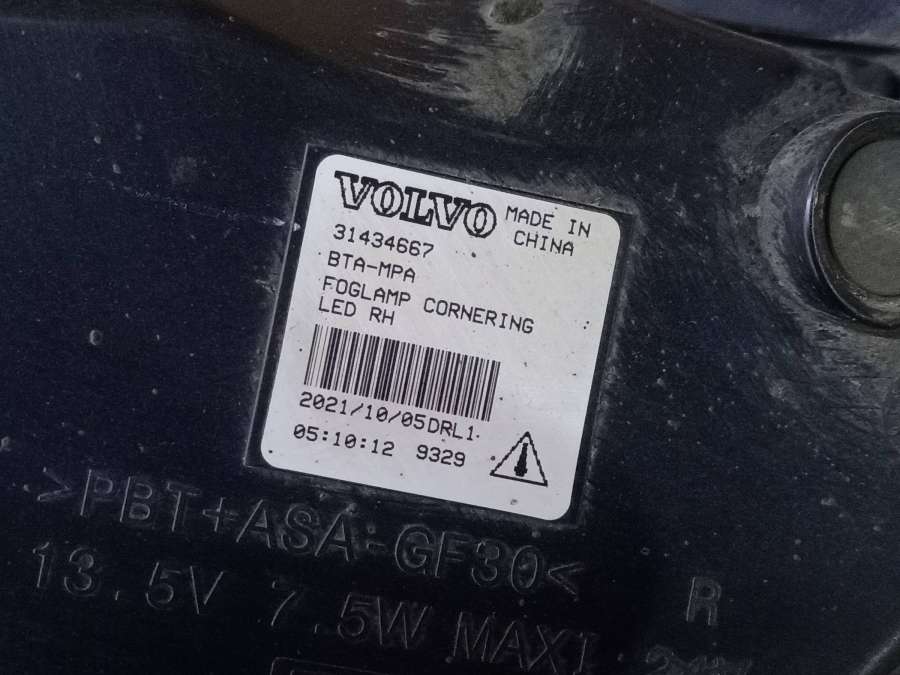 VOLVO MADE IN
CHINA
31434667
BTA-MPA
FOGLAMP CORNERING
LED RH
2021/10/05DRL1
05:10:12 9329
>PBT+ASA-GF30<
R
13.5V 7.5W MAX